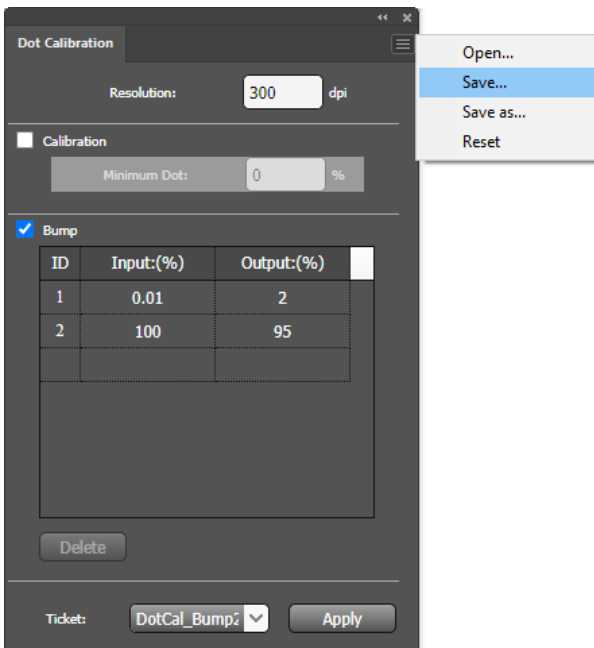 Dot Calibration
Open...
Resolution: 300 dpi
Save...
Save as...
Calibration
Reset
Minimum Dot: 0 %
Bump
ID Input:(%) Output:(%)
1 0.01 2
2 100 95
Delete
Ticket: DotCal_Bump2 Apply